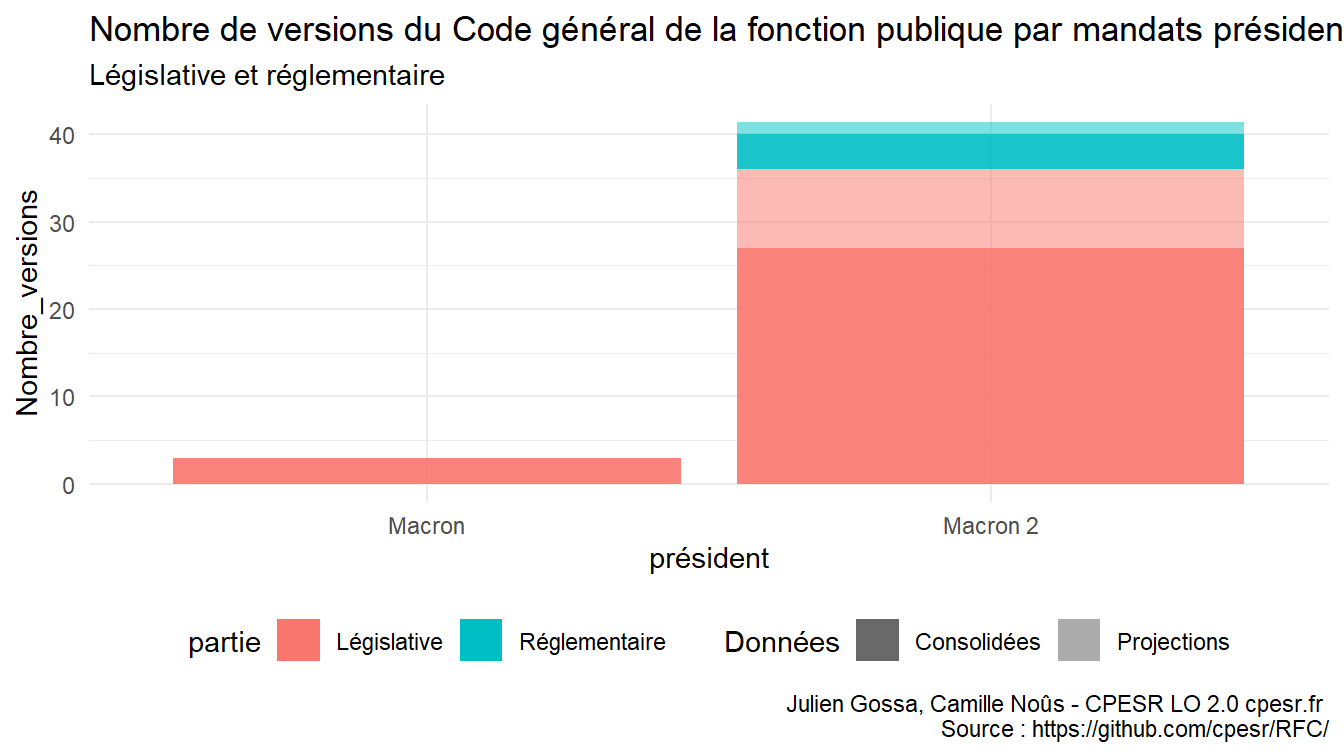 Nombre de versions du Code général de la fonction publique par mandats présiden
Législative et réglementaire
Nombre_versions
40
30
20
10
0
Macron
Macron 2
président
partie
Législative
Réglementaire
Données
Consolidées
Projections
Julien Gossa, Camille Noûs - CPESR LO 2.0 cpesr.fr
Source : https://github.com/cpesr/RFC/